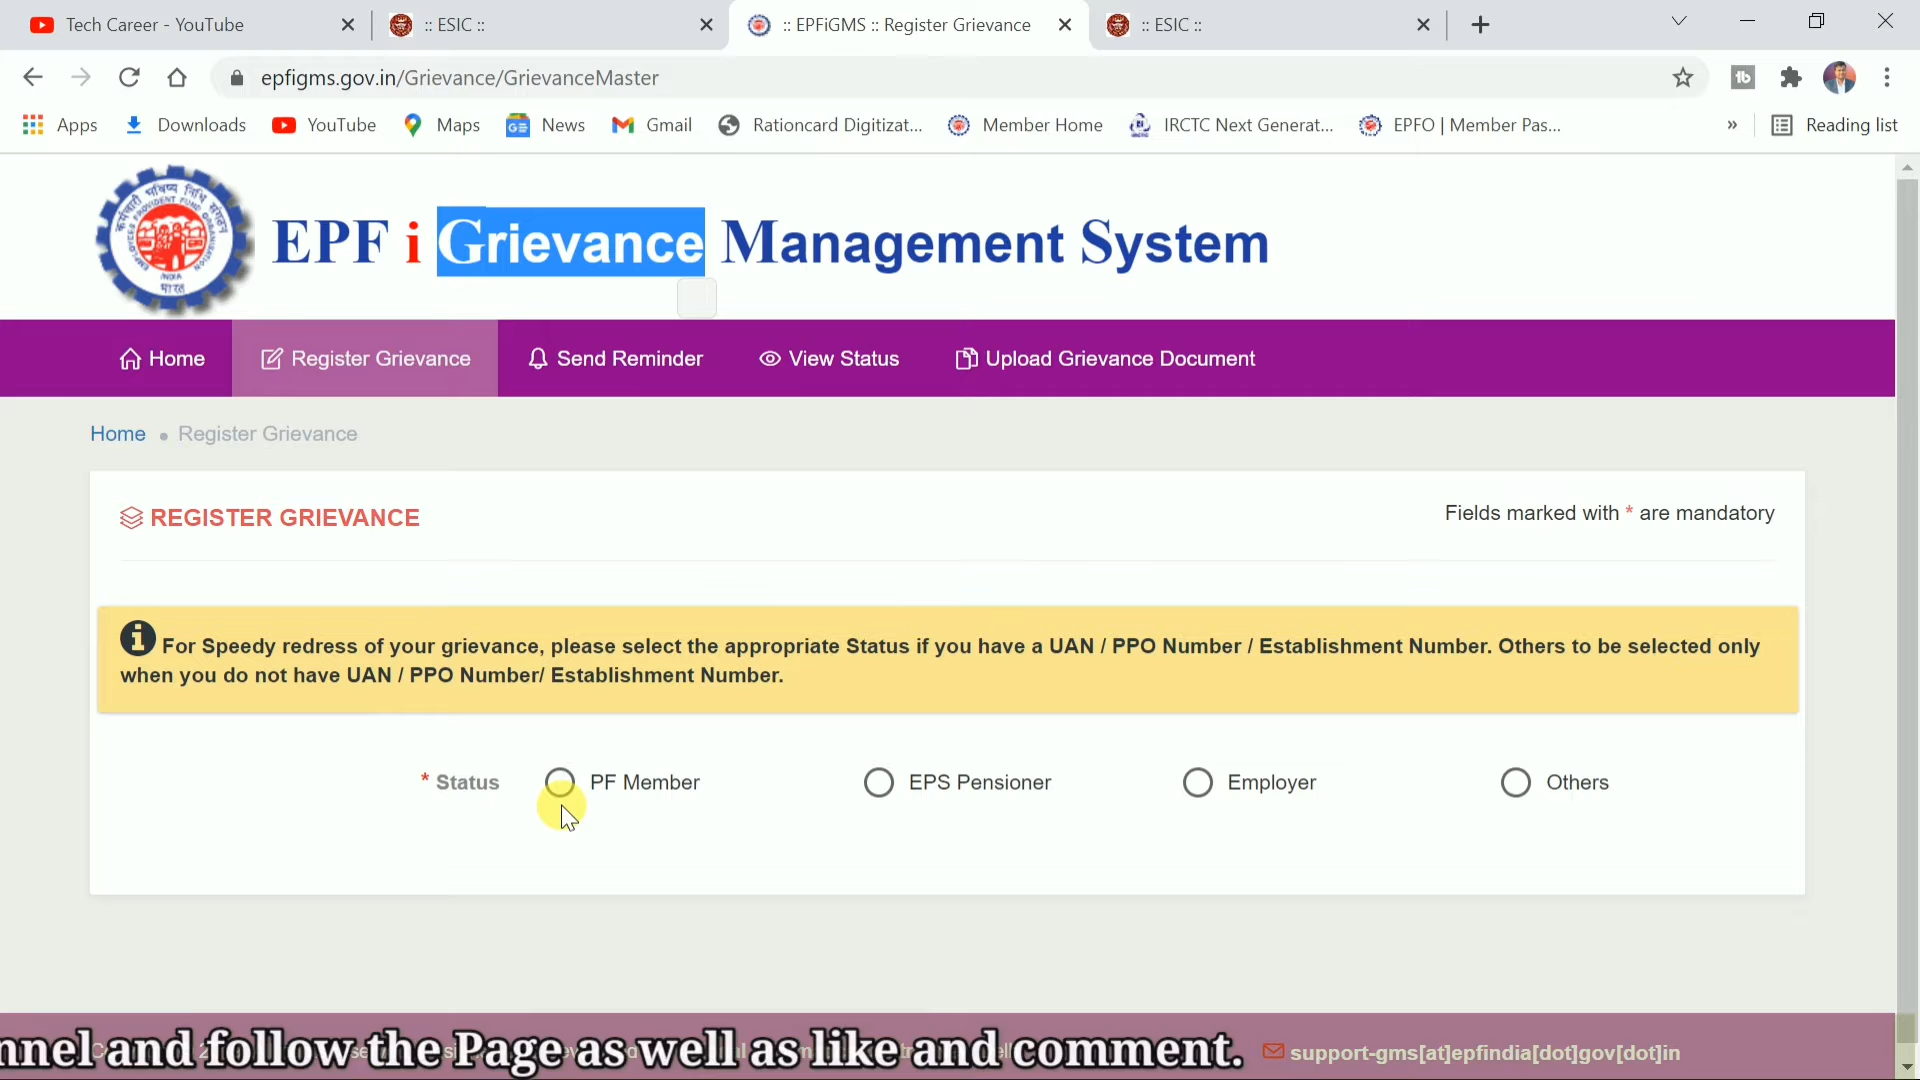 Tech Career - YouTube
:: ESIC ::
:: EPFiGMS :: Register Grievance
:: ESIC ::
epfigms.gov.in/Grievance/GrievanceMaster
Apps
Downloads
YouTube
Maps
News
Gmail
Rationcard Digitizat...
Member Home
IRCTC Next Generat...
EPFO | Member Pas...
»
Reading list
EPF i Grievance Management System
Home
Register Grievance
Send Reminder
View Status
Upload Grievance Document
Home • Register Grievance
REGISTER GRIEVANCE
Fields marked with * are mandatory
For Speedy redress of your grievance, please select the appropriate Status if you have a UAN / PPO Number / Establishment Number. Others to be selected only
when you do not have UAN / PPO Number/ Establishment Number.
* Status
PF Member
EPS Pensioner
Employer
Others
nnel and follow the Page as well as like and comment.
support-gms[at]epfindia[dot]gov[dot]in